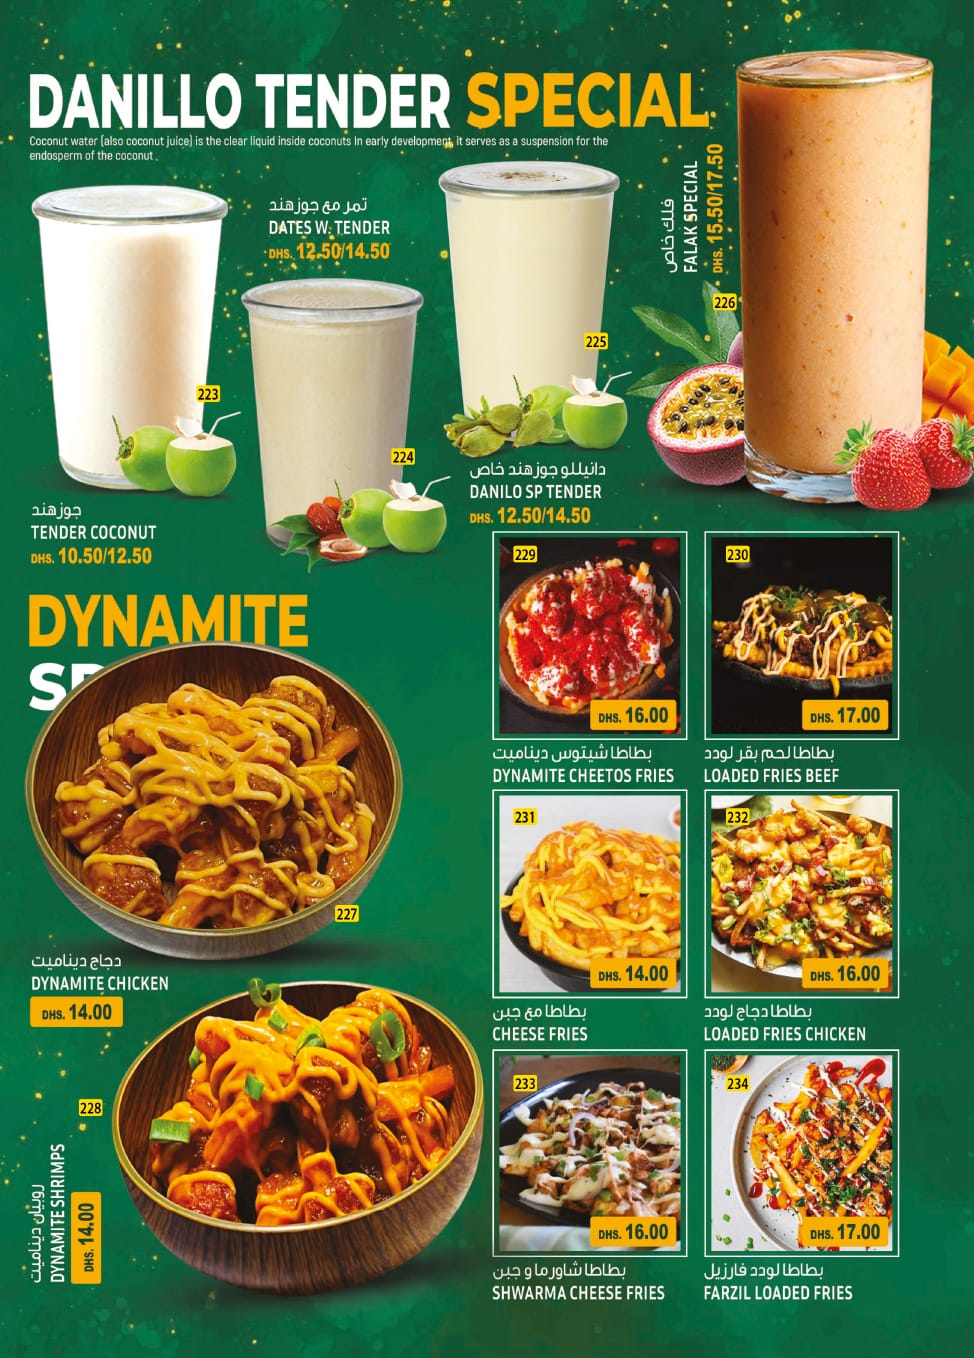 DANILLO TENDER SPECIAL
Coconut water (also coconut juice) is the clear liquid inside coconuts In early development, it serves as a suspension for the
endosperm of the coconut .
223
جوزهند
TENDER COCONUT
DHS. 10.50/12.50
تمر مع جوزهند
DATES W. TENDER
DHS. 12.50/14.50
224
225
دانيللو جوزهند خاص
DANILO SP TENDER
DHS. 12.50/14.50
فلك خاص
FALAK SPECIAL
DHS. 15.50/17.50
226
DYNAMITE
227
دجاج ديناميت
DYNAMITE CHICKEN
DHS. 14.00
228
روبيان ديناميت
DYNAMITE SHRIMPS
DHS. 14.00
229
DHS. 16.00
بطاطا شيتوس ديناميت
DYNAMITE CHEETOS FRIES
230
DHS. 17.00
بطاطا لحم بقر لودد
LOADED FRIES BEEF
231
DHS. 14.00
بطاطا مع جبن
CHEESE FRIES
232
DHS. 16.00
بطاطا دجاج لودد
LOADED FRIES CHICKEN
233
DHS. 16.00
بطاطا شاورما و جبن
SHWARMA CHEESE FRIES
234
DHS. 17.00
بطاطا لودد فارزيل
FARZIL LOADED FRIES